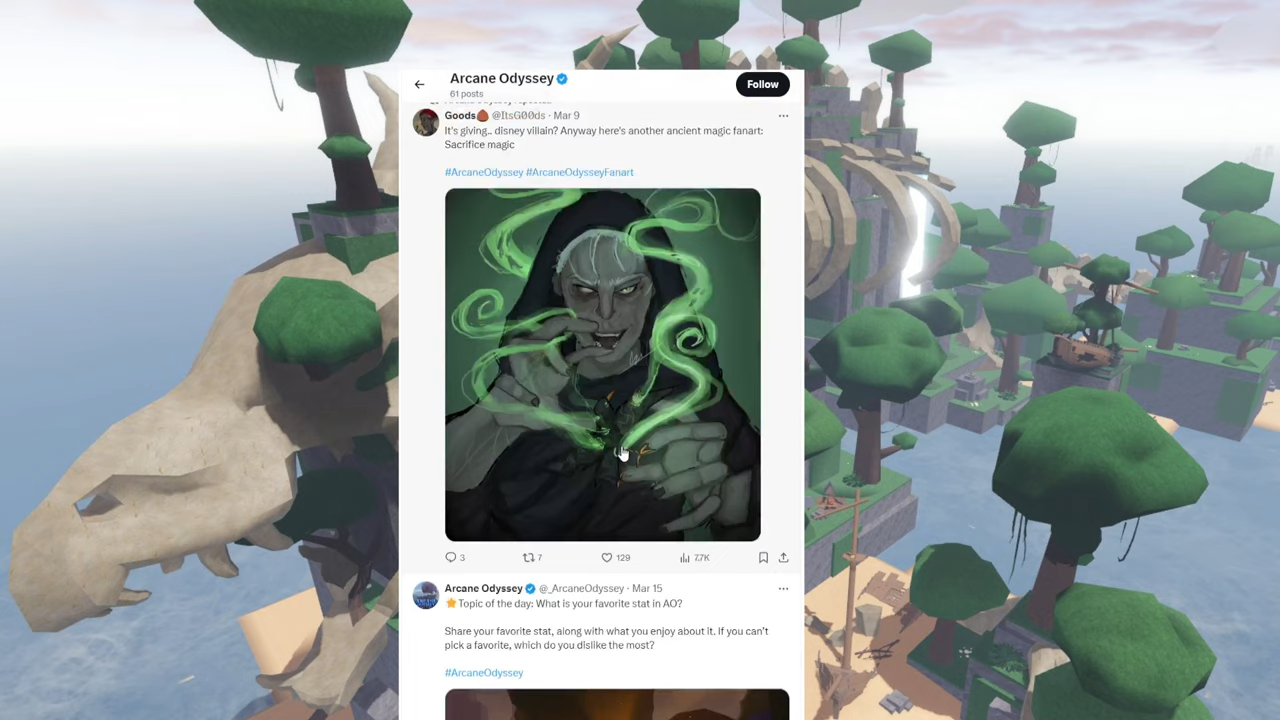 Arcane Odyssey
61 posts
Follow
Goods @ItsG00ds · Mar 9
It's giving.. disney villain? Anyway here's another ancient magic fanart:
Sacrifice magic
#ArcaneOdyssey #ArcaneOdysseyFanart
3 7 129 7.7K
Arcane Odyssey @_ArcaneOdyssey · Mar 15
Topic of the day: What is your favorite stat in AO?
Share your favorite stat, along with what you enjoy about it. If you can't
pick a favorite, which do you dislike the most?
#ArcaneOdyssey